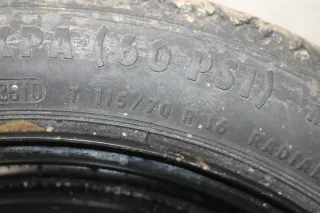 KPA (60 PSI)
T 115/70 R 16 RADIAL